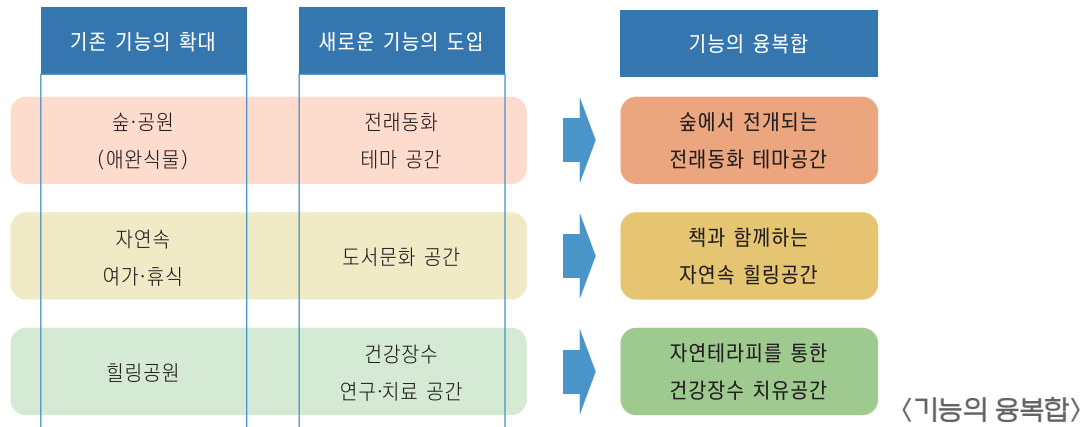 기존 기능의 확대
새로운 기능의 도입
기능의 융복합
숲·공원
(애완식물)
전래동화
테마 공간
숲에서 전개되는
전래동화 테마공간
자연속
여가·휴식
도서문화 공간
책과 함께하는
자연속 힐링공간
힐링공원
건강장수
연구·치료 공간
자연테라피를 통한
건강장수 치유공간
〈기능의 융복합〉